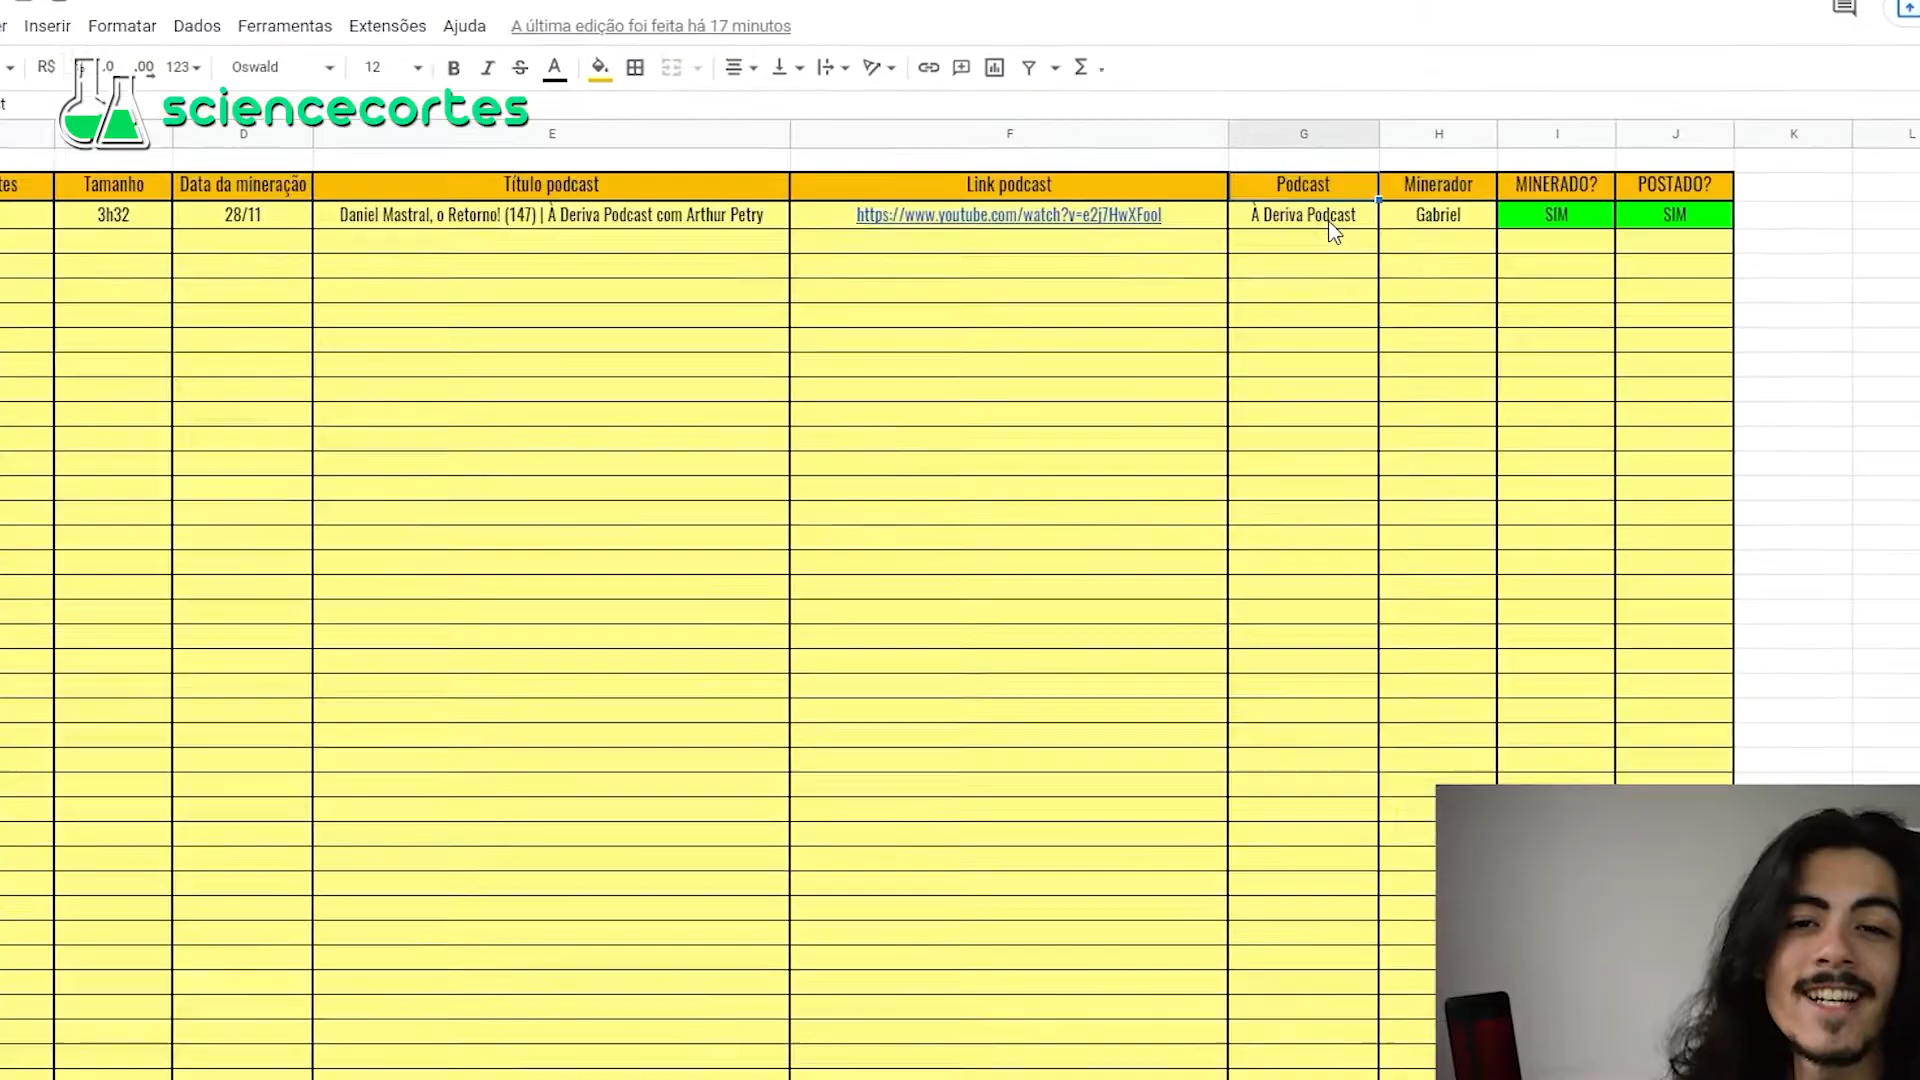 Inserir Formatar Dados Ferramentas Extensões Ajuda A última edição foi feita há 17 minutos
R$ .0 .00 123 Oswald 12 B I S A Σ
sciencecortes
D E F G H I J K L
tes Tamanho Data da mineração Título podcast Link podcast Podcast Minerador MINERADO? POSTADO?
3h32 28/11 Daniel Mastral, o Retorno! (147) | À Deriva Podcast com Arthur Petry https://www.youtube.com/watch?v=e2j7HwXFooI À Deriva Podcast Gabriel SIM SIM